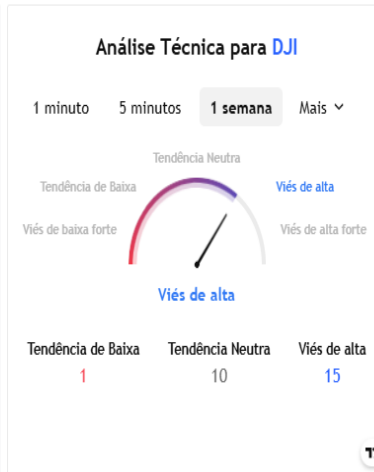 Análise Técnica para DJI
1 minuto 5 minutos 1 semana Mais
Tendência Neutra
Tendência de Baixa Viés de alta
Viés de baixa forte Viés de alta forte
Viés de alta
Tendência de Baixa Tendência Neutra Viés de alta
1 10 15